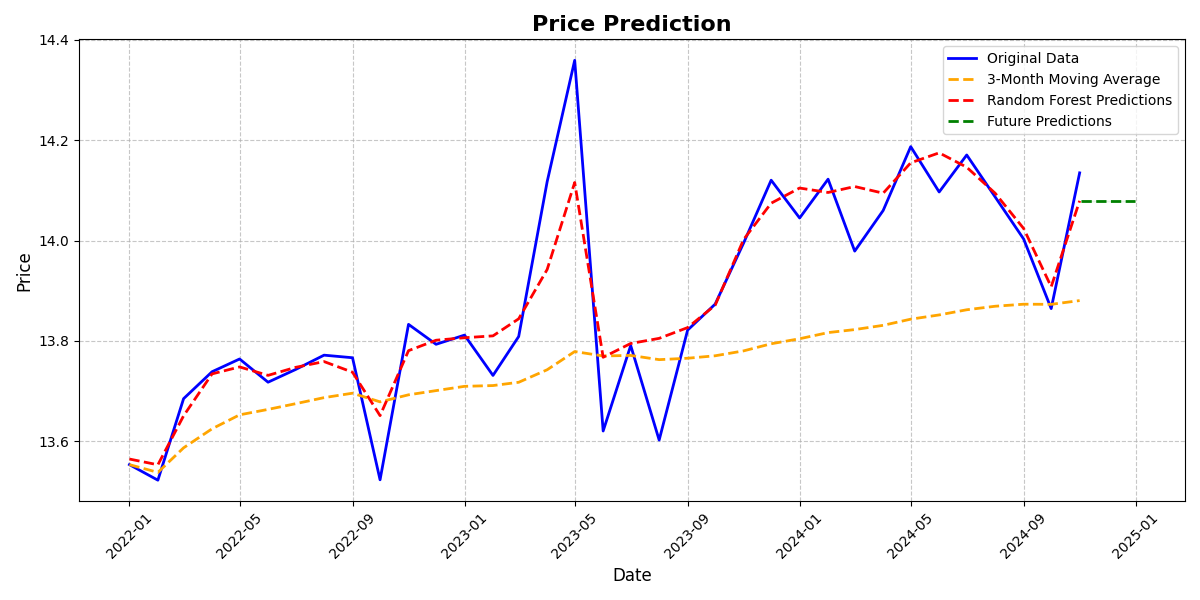 Price Prediction
Original Data
3-Month Moving Average
Random Forest Predictions
Future Predictions
14.4
14.2
14.0
13.8
13.6
Price
2022-01
2022-05
2022-09
2023-01
2023-05
2023-09
2024-01
2024-05
2024-09
2025-01
Date